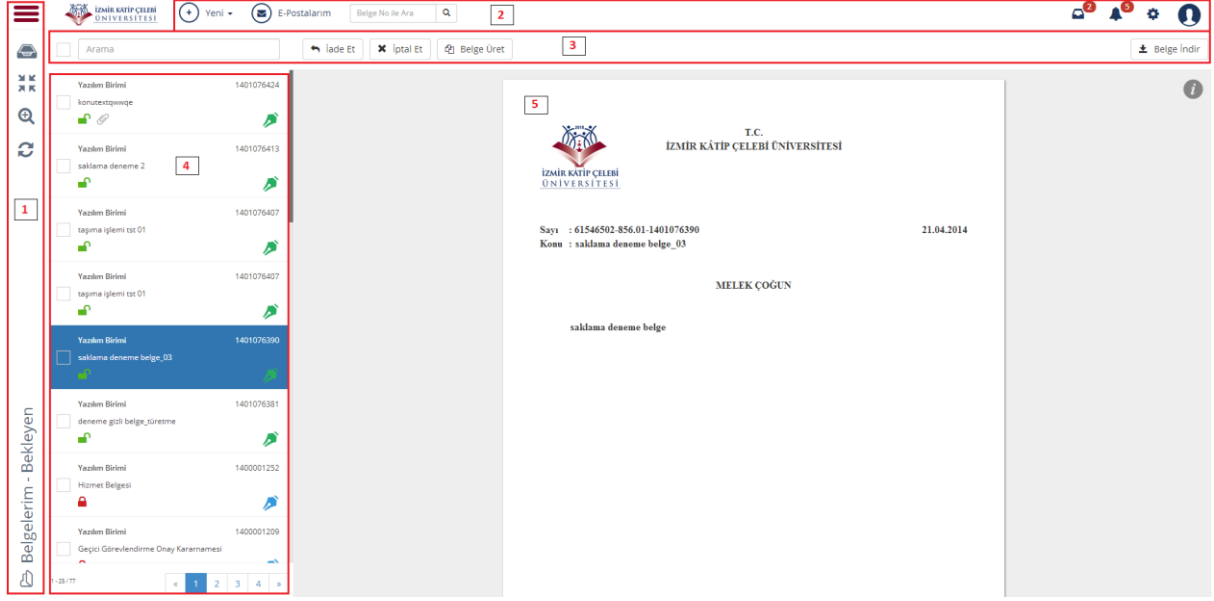 İZMİR KATİP ÇELEBİ
ÜNİVERSİTESİ
Yeni
E-Postalarım
Belge No ile Ara
2
2
5
Arama
İade Et
İptal Et
Belge Üret
3
Belge İndir
1
Belgelerim - Bekleyen
Yazılım Birimi 1401076424
konutextqwwqe
Yazılım Birimi 1401076413
saklama deneme 2
4
Yazılım Birimi 1401076407
taşıma işlemi tst 01
Yazılım Birimi 1401076407
taşıma işlemi tst 01
Yazılım Birimi 1401076390
saklama deneme belge_03
Yazılım Birimi 1401076381
deneme gizli belge_türetme
Yazılım Birimi 1400001252
Hizmet Belgesi
Yazılım Birimi 1400001209
Geçici Görevlendirme Onay Kararnamesi
1 - 25 / 77
« 1 2 3 4 »
5
2010
İZMİR KATİP ÇELEBİ
ÜNİVERSİTESİ
T.C.
İZMİR KÂTİP ÇELEBİ ÜNİVERSİTESİ
Sayı : 61546502-856.01-1401076390 21.04.2014
Konu : saklama deneme belge_03
MELEK ÇOĞUN
saklama deneme belge
i